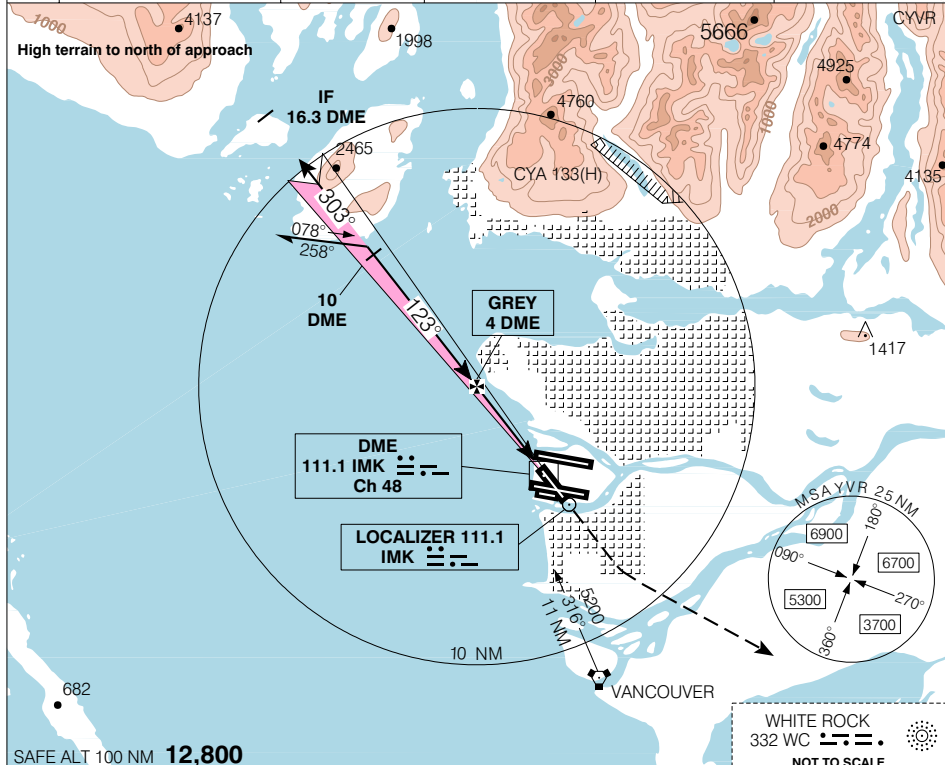 4137
1000
High terrain to north of approach
1998
5666
CYVR
3000
4925
4760
1000
4774
4135
2000
CYA 133(H)
IF
16.3 DME
2465
303°
078°
258°
10
DME
123°
GREY
4 DME
1417
DME
111.1 IMK
Ch 48
LOCALIZER 111.1
IMK
MSA YVR 25 NM
6900
180°
090°
6700
5300
270°
3700
360°
5200
316°
11 NM
10 NM
VANCOUVER
682
SAFE ALT 100 NM 12,800
WHITE ROCK
332 WC
NOT TO SCALE